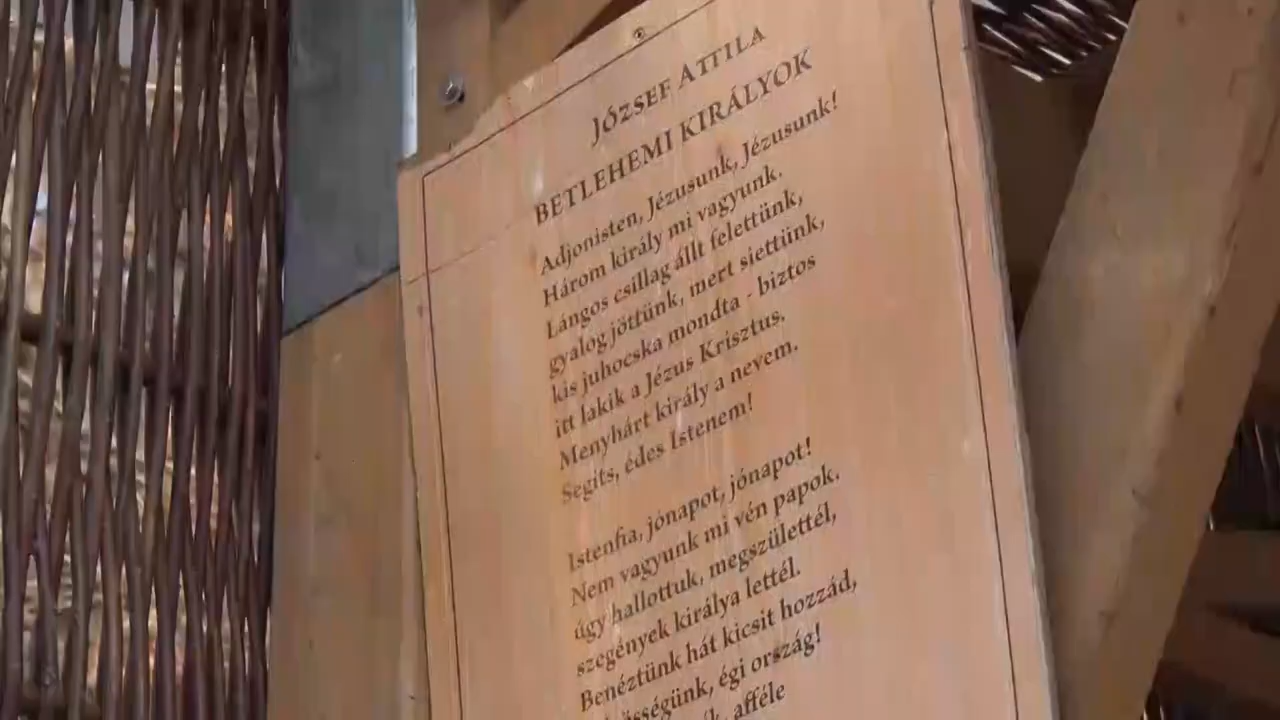 JÓZSEF ATTILA
BETLEHEMI KIRÁLYOK
Adjonisten, Jézusunk, Jézusunk!
Három király mi vagyunk.
Lángos csillag állt felettünk,
gyalog jöttünk, mert siettünk,
kis juhocska mondta - biztos
itt lakik a Jézus Krisztus.
Menyhárt király a nevem.
Segíts, édes Istenem!
Istenfia, jónapot, jónapot!
Nem vagyunk mi vén papok.
úgy hallottuk, megszülettél,
szegények királya lettél.
Benéztünk hát kicsit hozzád,
égi ország!
afféle